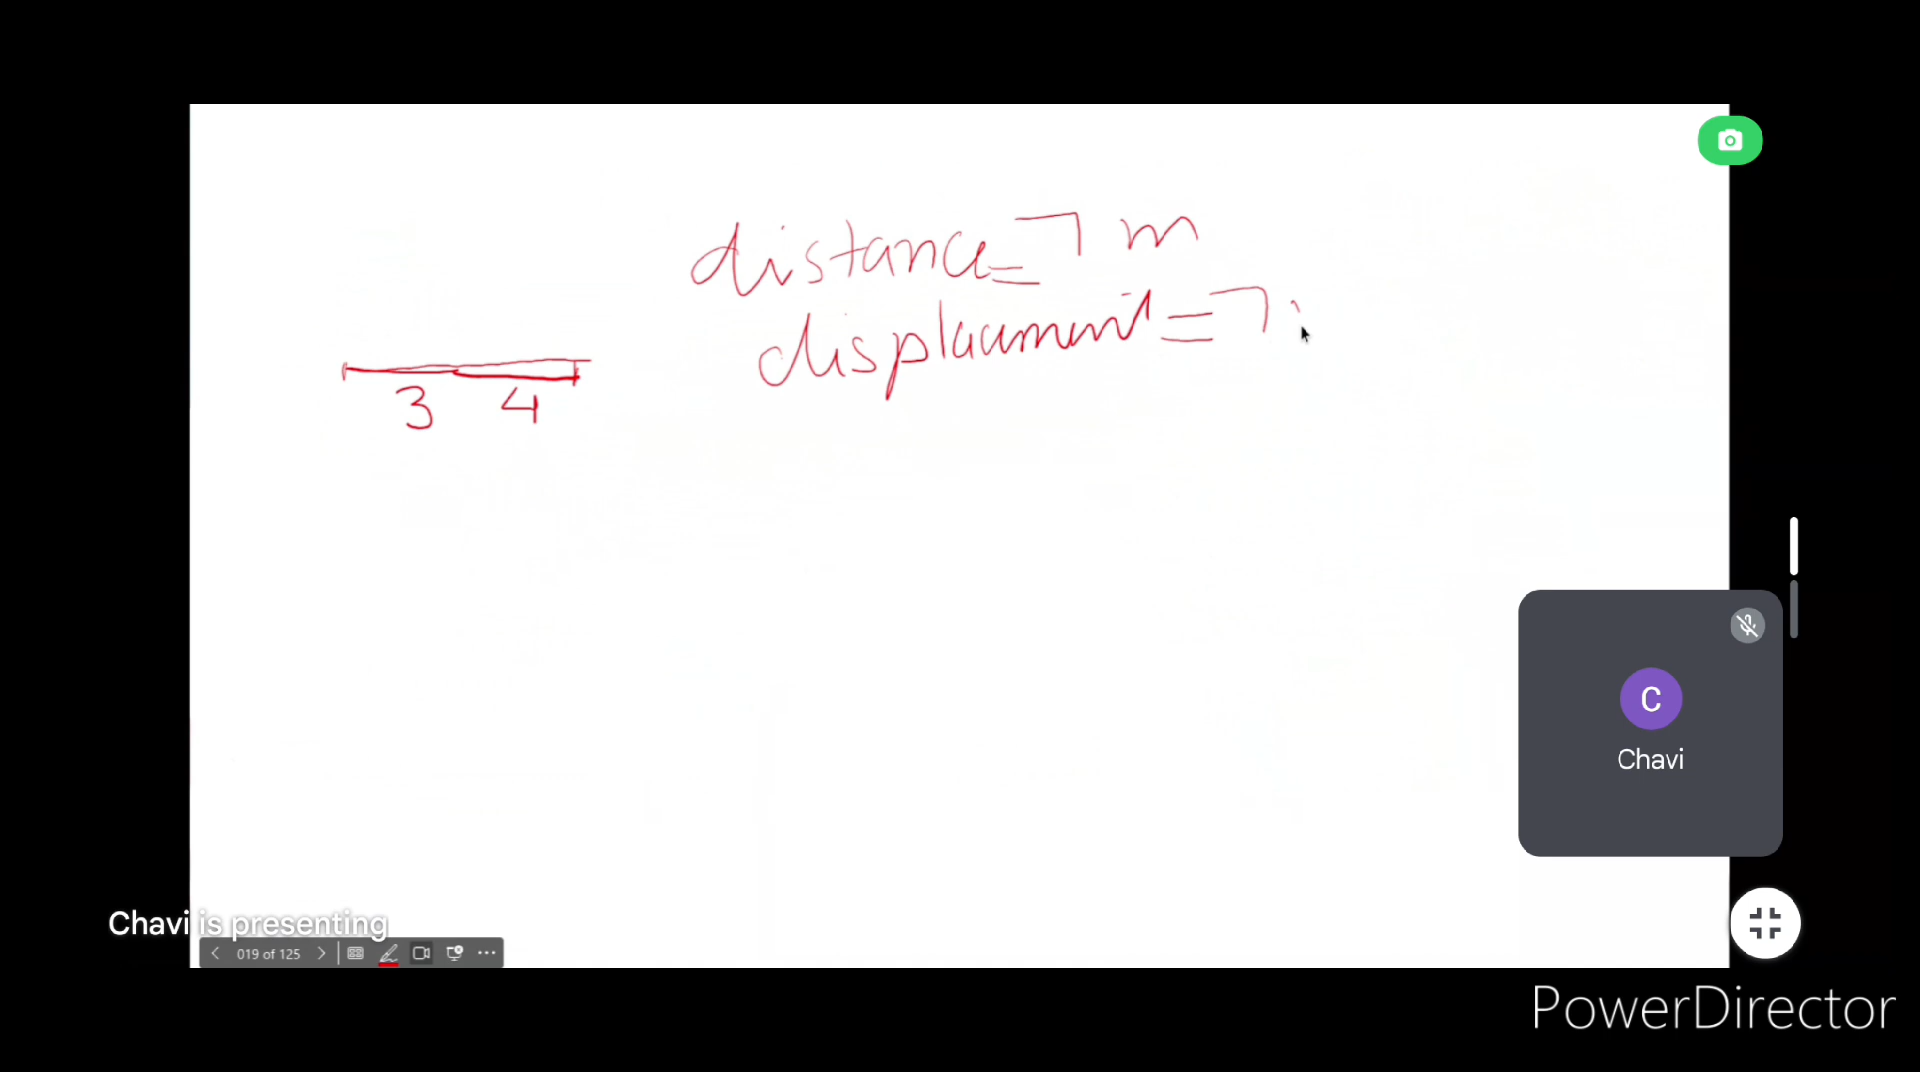 distance = 7 m
displacement = 7
3 4
C
Chavi
Chavi is presenting
019 of 125
PowerDirector